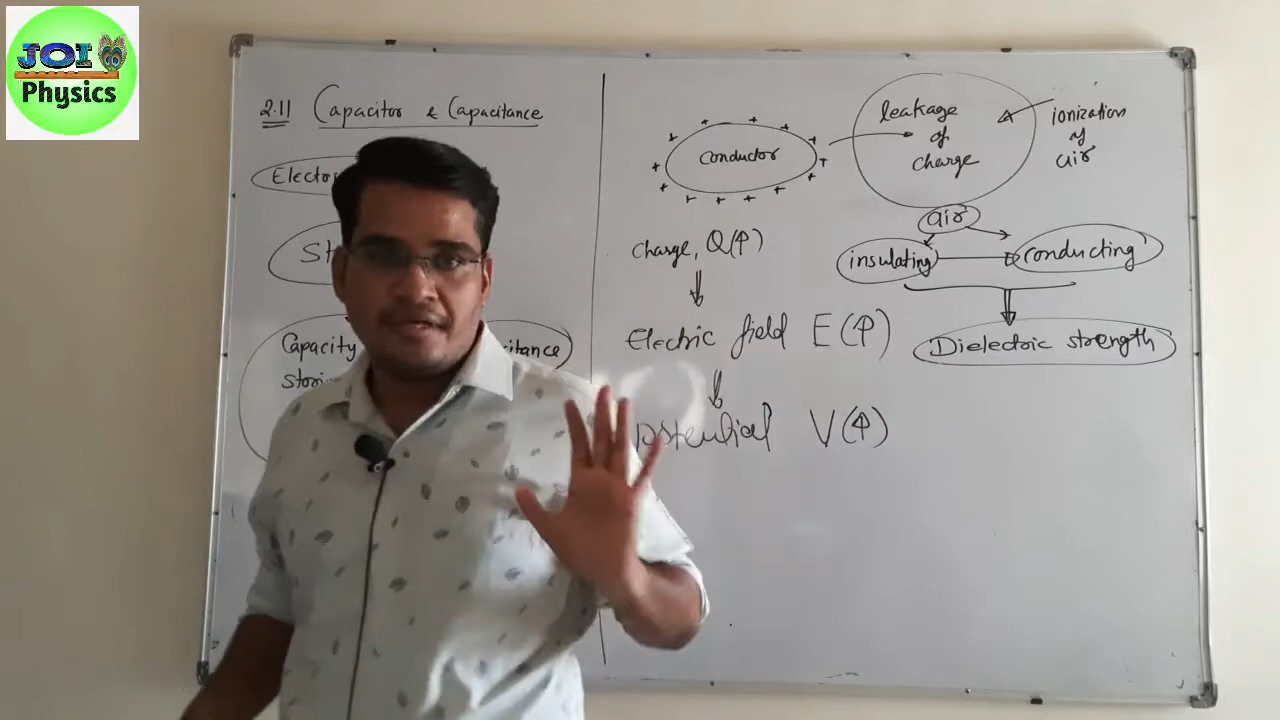 JOI
Physics
2.11 Capacitor & Capacitance
Capacity
Conductor
+ + + + + + + + + + + + + +
Charge, Q(↑)
⇓
Electric field E(↑)
⇓
Potential V(↑)
leakage
of
charge
ionization
of
air
air
insulating
conducting
Dielectric strength